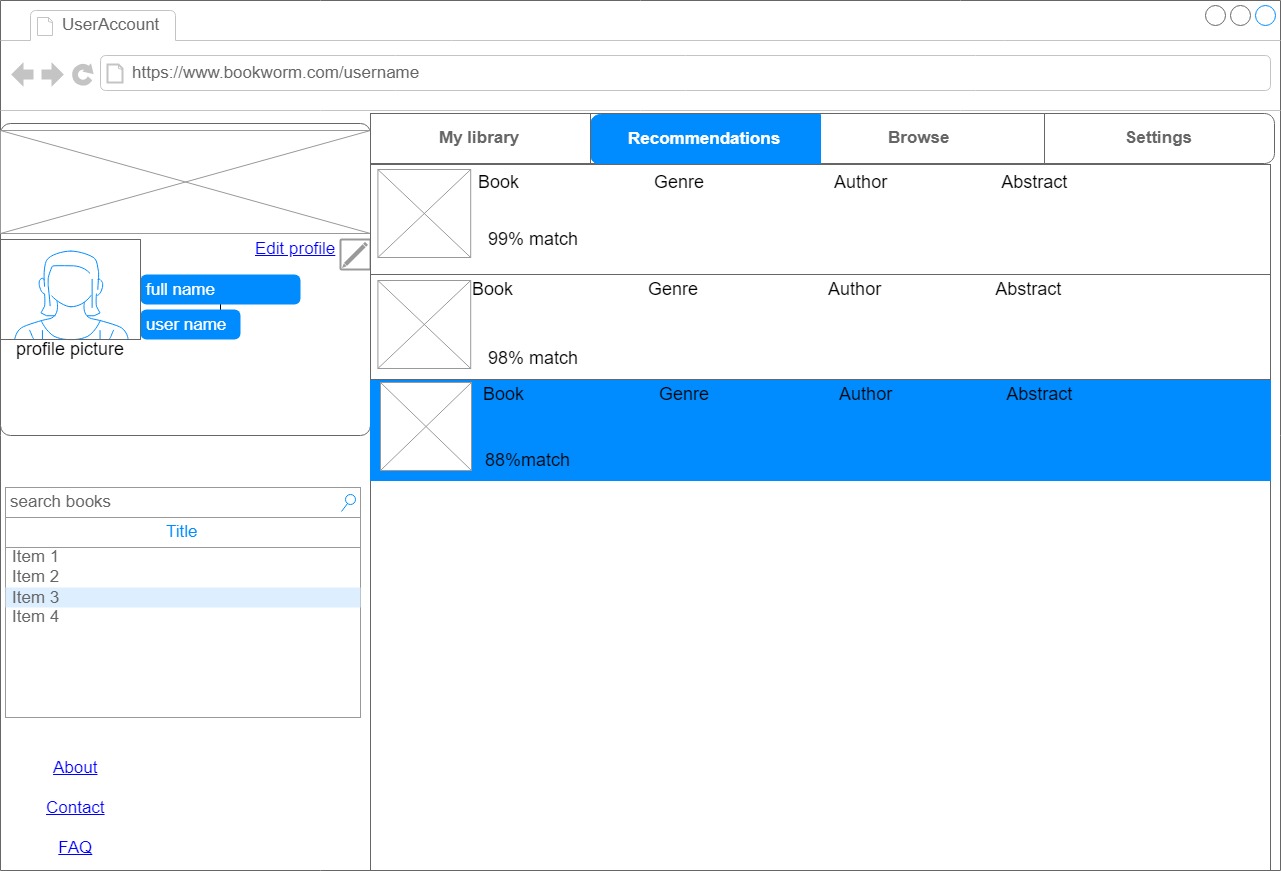 UserAccount
https://www.bookworm.com/username
My library Recommendations Browse Settings
Book Genre Author Abstract
99% match
Edit profile
full name
user name
profile picture
Book Genre Author Abstract
98% match
Book Genre Author Abstract
88%match
search books
Title
Item 1
Item 2
Item 3
Item 4
About
Contact
FAQ